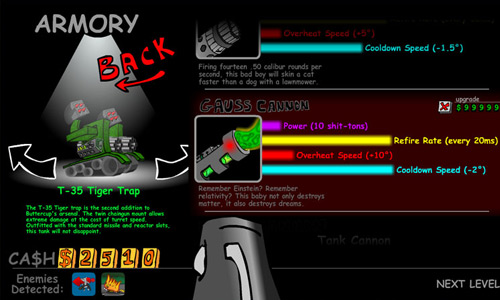 ARMORY
BACK
T-35 Tiger Trap
The T-35 Tiger Trap is the second addition to
Buttercup's arsenal. The twin chaingun mount allows
extreme damage at the cost of turret speed.
Outfitted with the standard missile and reactor slots,
this tank will not disappoint.
CA$H $2510
Enemies
Detected:
Overheat Speed (+5°)
Cooldown Speed (-1.5°)
Firing fourteen .50 calibur rounds per
second, this bad boy will skin a cat
faster than a dog with a lawnmower.
GAUSS CANNON
upgrade
$99999
Power (10 shit-tons)
Refire Rate (every 20ms)
Overheat Speed (+10°)
Cooldown Speed (-2°)
Remember Einstein? Remember
relativity? This baby not only destroys
matter, it also destroys dreams.
Tank Cannon
NEXT LEVEL